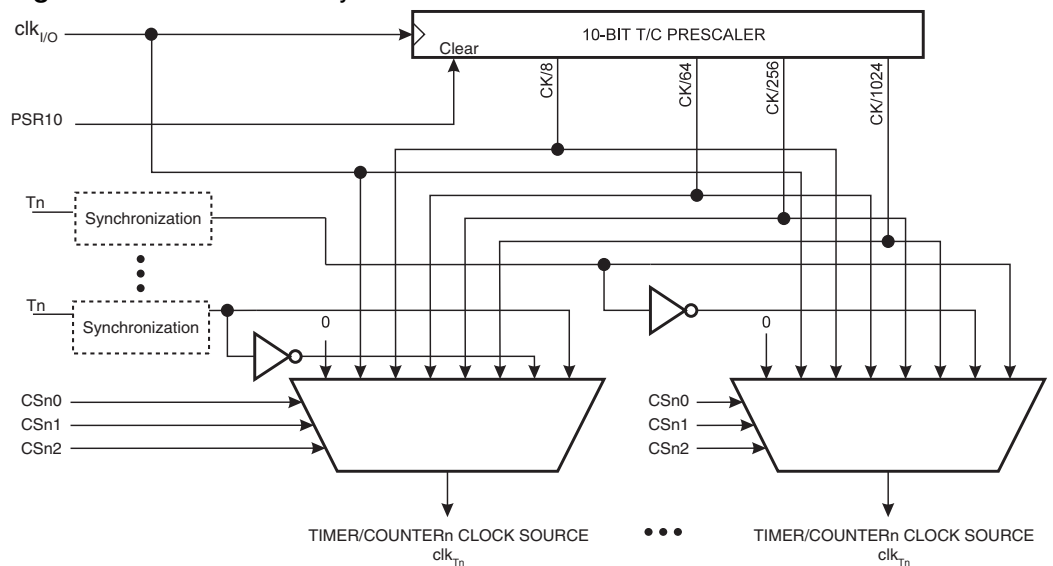 clkI/O
10-BIT T/C PRESCALER
Clear
CK/8
CK/64
CK/256
CK/1024
PSR10
Tn
Synchronization
Tn
Synchronization
0
0
CSn0
CSn1
CSn2
CSn0
CSn1
CSn2
TIMER/COUNTERn CLOCK SOURCE
clkTn
TIMER/COUNTERn CLOCK SOURCE
clkTn